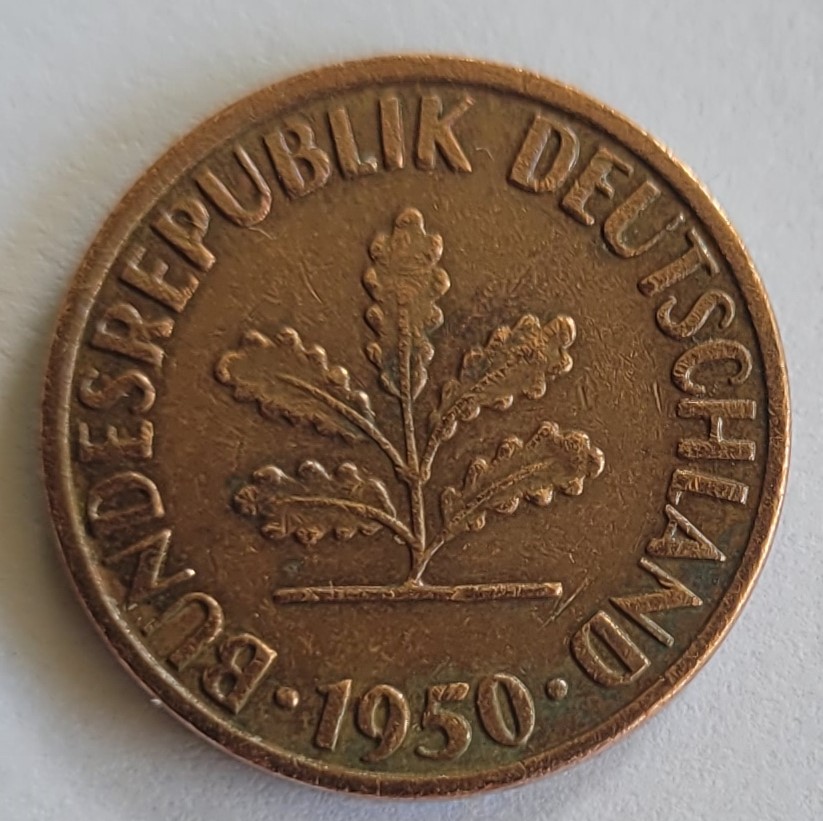 BUNDESREPUBLIK DEUTSCHLAND
· 1950 ·